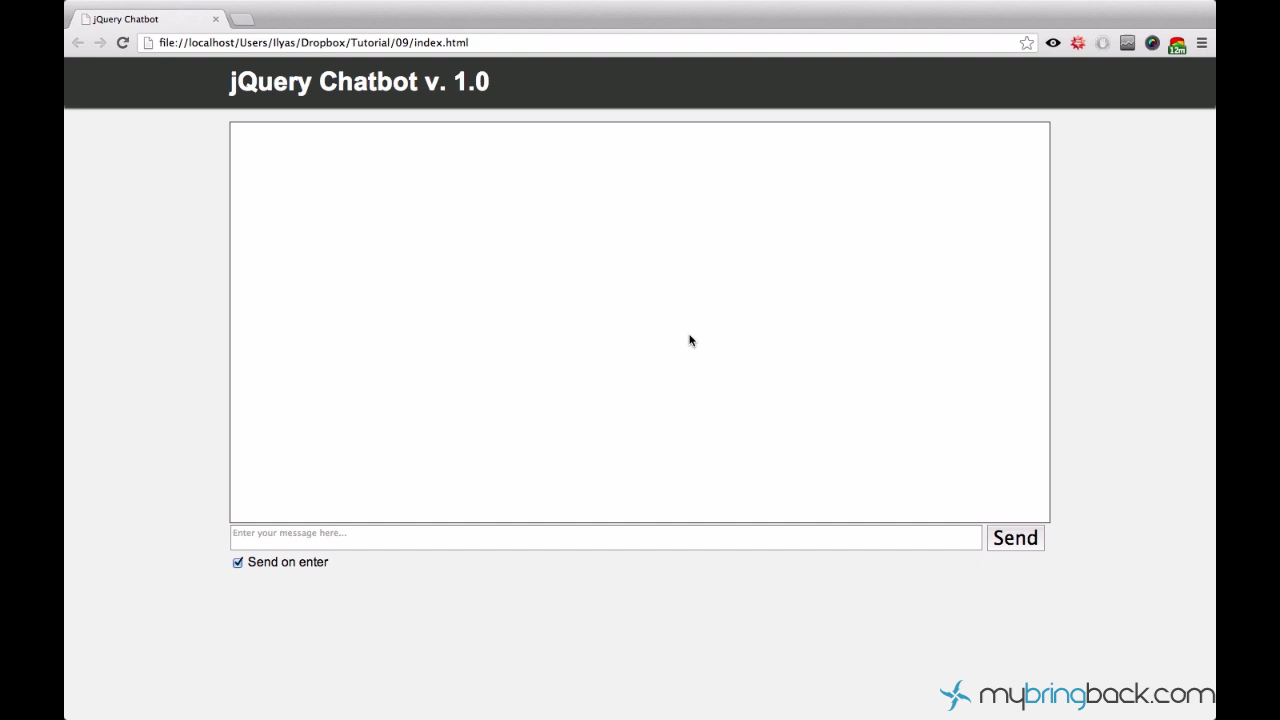 jQuery Chatbot
file://localhost/Users/Ilyas/Dropbox/Tutorial/09/index.html
12m
jQuery Chatbot v. 1.0
Enter your message here...
Send
Send on enter
mybringback.com